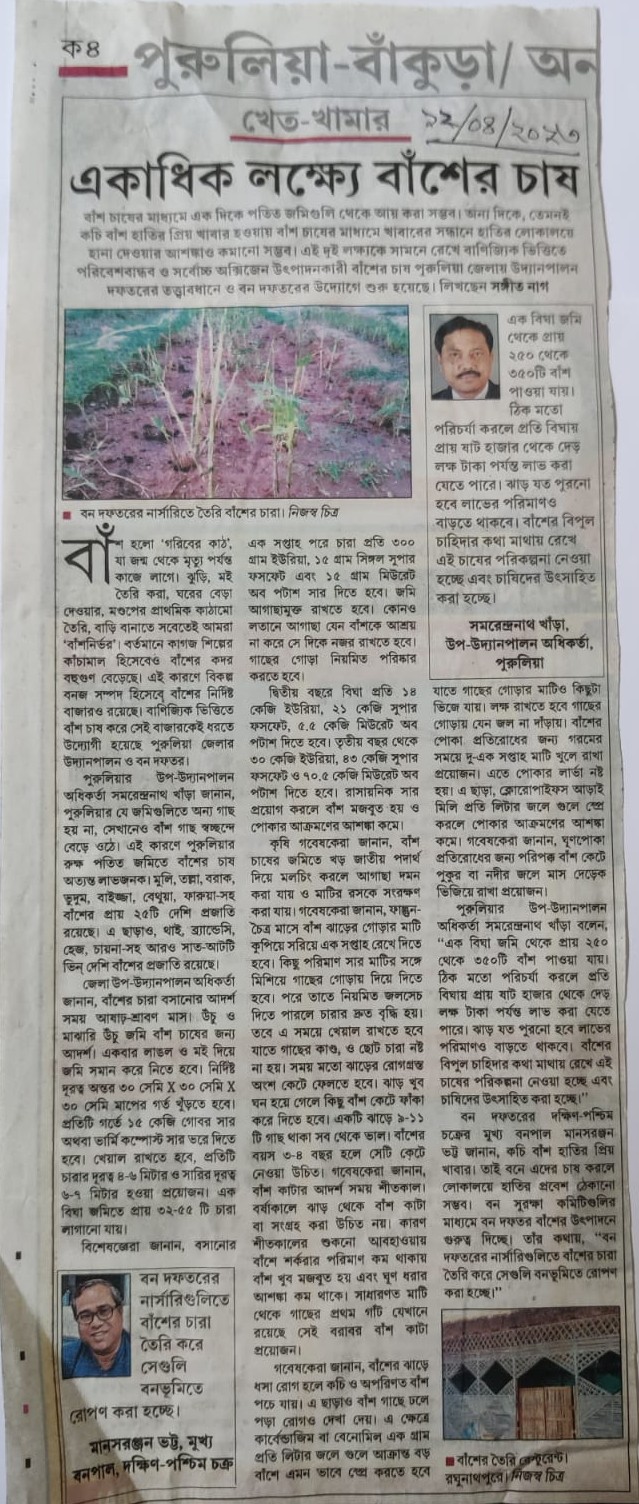 ক৪
পুরুলিয়া-বাঁকুড়া/ অন
খেত-খামার
১২/০৪/২০২৩
একাধিক লক্ষ্যে বাঁশের চাষ
বাঁশ চাষের মাধ্যমে এক দিকে পতিত জমিগুলি থেকে আয় করা সম্ভব। অন্য দিকে, তেমনই
কচি বাঁশ হাতির প্রিয় খাবার হওয়ায় বাঁশ চাষের মাধ্যমে খাবারের সন্ধানে হাতির লোকালয়ে
হানা দেওয়ার আশঙ্কাও কমানো সম্ভব। এই দুই লক্ষ্যকে সামনে রেখে বাণিজ্যিক ভিত্তিতে
পরিবেশবান্ধব ও সর্বোচ্চ অক্সিজেন উৎপাদনকারী বাঁশের চাষ পুরুলিয়া জেলায় উদ্যানপালন
দফতরের তত্ত্বাবধানে ও বন দফতরের উদ্যোগে শুরু হয়েছে। লিখছেন সঙ্গীত নাগ
■ বন দফতরের নার্সারিতে তৈরি বাঁশের চারা। নিজস্ব চিত্র
এক বিঘা জমি
থেকে প্রায়
২৫০ থেকে
৩৫০টি বাঁশ
পাওয়া যায়।
ঠিক মতো
পরিচর্যা করলে প্রতি বিঘায়
প্রায় ষাট হাজার থেকে দেড়
লক্ষ টাকা পর্যন্ত লাভ করা
যেতে পারে। ঝাড় যত পুরনো
হবে লাভের পরিমাণও
বাড়তে থাকবে। বাঁশের বিপুল
চাহিদার কথা মাথায় রেখে
এই চাষের পরিকল্পনা নেওয়া
হচ্ছে এবং চাষিদের উৎসাহিত
করা হচ্ছে।
সমরেন্দ্রনাথ খাঁড়া,
উপ-উদ্যানপালন অধিকর্তা,
পুরুলিয়া
বাঁশ হলো ‘গরিবের কাঠ’,
যা জন্ম থেকে মৃত্যু পর্যন্ত
কাজে লাগে। ঝুড়ি, মই
তৈরি করা, ঘরের বেড়া
দেওয়ার, মণ্ডপের প্রাথমিক কাঠামো
তৈরি, বাড়ি বানাতে সবেতেই আমরা
‘বাঁশনির্ভর’। বর্তমানে কাগজ শিল্পের
কাঁচামাল হিসেবেও বাঁশের কদর
বহুগুণ বেড়েছে। এই কারণে বিকল্প
বনজ সম্পদ হিসেবে বাঁশের নির্দিষ্ট
বাজারও রয়েছে। বাণিজ্যিক ভিত্তিতে
বাঁশ চাষ করে সেই বাজারকেই ধরতে
উদ্যোগী হয়েছে পুরুলিয়া জেলার
উদ্যানপালন ও বন দফতর।
পুরুলিয়ার উপ-উদ্যানপালন
অধিকর্তা সমরেন্দ্রনাথ খাঁড়া জানান,
পুরুলিয়ার যে জমিগুলিতে অন্য গাছ
হয় না, সেখানেও বাঁশ গাছ স্বচ্ছন্দে
বেড়ে ওঠে। এই কারণে পুরুলিয়ার
রুক্ষ পতিত জমিতে বাঁশের চাষ
অত্যন্ত লাভজনক। মুলি, তল্লা, বরাক,
ভুদুম, বাইজ্জা, বেথুয়া, ফারুয়া-সহ
বাঁশের প্রায় ২৫টি দেশি প্রজাতি
রয়েছে। এ ছাড়াও, থাই, ব্র্যান্ডেসি,
হেজ, চায়না-সহ আরও সাত-আটটি
ভিন্ দেশি বাঁশের প্রজাতি রয়েছে।
জেলা উপ-উদ্যানপালন অধিকর্তা
জানান, বাঁশের চারা বসানোর আদর্শ
সময় আষাঢ়-শ্রাবণ মাস। উঁচু ও
মাঝারি উঁচু জমি বাঁশ চাষের জন্য
আদর্শ। একবার লাঙল ও মই দিয়ে
জমি সমান করে নিতে হবে। নির্দিষ্ট
দূরত্ব অন্তর ৩০ সেমি X ৩০ সেমি X
৩০ সেমি মাপের গর্ত খুঁড়তে হবে।
প্রতিটি গর্তে ১৫ কেজি গোবর সার
অথবা ভার্মি কম্পোস্ট সার ভরে দিতে
হবে। খেয়াল রাখতে হবে, প্রতিটি
চারার দূরত্ব ৪-৬ মিটার ও সারির দূরত্ব
৬-৭ মিটার হওয়া প্রয়োজন। এক
বিঘা জমিতে প্রায় ৩২-৫৫ টি চারা
লাগানো যায়।
বিশেষজ্ঞেরা জানান, বসানোর
বন দফতরের
নার্সারিগুলিতে
বাঁশের চারা
তৈরি করে
সেগুলি
বনভূমিতে
রোপণ করা হচ্ছে।
মানসরঞ্জন ভট্ট, মুখ্য
বনপাল, দক্ষিণ-পশ্চিম চক্র
এক সপ্তাহ পরে চারা প্রতি ৩০০
গ্রাম ইউরিয়া, ১৫ গ্রাম সিঙ্গল সুপার
ফসফেট এবং ১৫ গ্রাম মিউরেট
অব পটাশ সার দিতে হবে। জমি
আগাছামুক্ত রাখতে হবে। কোনও
লতানে আগাছা যেন বাঁশকে আশ্রয়
না করে সে দিকে নজর রাখতে হবে।
গাছের গোড়া নিয়মিত পরিষ্কার
করতে হবে।
দ্বিতীয় বছরে বিঘা প্রতি ১৪
কেজি ইউরিয়া, ২১ কেজি সুপার
ফসফেট, ৫.৫ কেজি মিউরেট অব
পটাশ দিতে হবে। তৃতীয় বছর থেকে
৩০ কেজি ইউরিয়া, ৪৩ কেজি সুপার
ফসফেট ও ৭০.৫ কেজি মিউরেট অব
পটাশ দিতে হবে। রাসায়নিক সার
প্রয়োগ করলে বাঁশ মজবুত হয় ও
পোকার আক্রমণের আশঙ্কা কমে।
কৃষি গবেষকেরা জানান, বাঁশ
চাষের জমিতে খড় জাতীয় পদার্থ
দিয়ে মলচিং করলে আগাছা দমন
করা যায় ও মাটির রসকে সংরক্ষণ
করা যায়। গবেষকেরা জানান, ফাল্গুন-
চৈত্র মাসে বাঁশ ঝাড়ের গোড়ার মাটি
কুপিয়ে সরিয়ে এক সপ্তাহ রেখে দিতে
হবে। কিছু পরিমাণ সার মাটির সঙ্গে
মিশিয়ে গাছের গোড়ায় দিয়ে দিতে
হবে। পরে তাতে নিয়মিত জলসেচ
দিতে পারলে চারার দ্রুত বৃদ্ধি হয়।
তবে এ সময়ে খেয়াল রাখতে হবে
যাতে গাছের কাণ্ড, ও ছোট চারা নষ্ট
না হয়। সময় মতো ঝাড়ের রোগগ্রস্ত
অংশ কেটে ফেলতে হবে। ঝাড় খুব
ঘন হয়ে গেলে কিছু বাঁশ কেটে ফাঁকা
করে দিতে হবে। একটি ঝাড়ে ৯-১১
টি গাছ থাকা সব থেকে ভাল। বাঁশের
বয়স ৩-৪ বছর হলে সেটি কেটে
নেওয়া উচিত। গবেষকেরা জানান,
বাঁশ কাটার আদর্শ সময় শীতকাল।
বর্ষাকালে ঝাড় থেকে বাঁশ কাটা
বা সংগ্রহ করা উচিত নয়। কারণ
শীতকালের শুকনো আবহাওয়ায়
বাঁশে শর্করার পরিমাণ কম থাকায়
বাঁশ খুব মজবুত হয় এবং ঘুণ ধরার
আশঙ্কা কম থাকে। সাধারণত মাটি
থেকে গাছের প্রথম গাঁট যেখানে
রয়েছে সেই বরাবর বাঁশ কাটা
প্রয়োজন।
গবেষকেরা জানান, বাঁশের ঝাড়ে
ধসা রোগ হলে কচি ও অপরিণত বাঁশ
পচে যায়। এ ছাড়াও বাঁশ গাছে ঢলে
পড়া রোগও দেখা দেয়। এ ক্ষেত্রে
কার্বেন্ডাজিম বা বেনোমিল এক গ্রাম
প্রতি লিটার জলে গুলে আক্রান্ত বড়
বাঁশে এমন ভাবে স্প্রে করতে হবে
যাতে গাছের গোড়ার মাটিও কিছুটা
ভিজে যায়। লক্ষ রাখতে হবে গাছের
গোড়ায় যেন জল না দাঁড়ায়। বাঁশের
পোকা প্রতিরোধের জন্য গরমের
সময়ে দু-এক সপ্তাহ মাটি খুলে রাখা
প্রয়োজন। এতে পোকার লার্ভা নষ্ট
হয়। এ ছাড়া, ক্লোরোপাইফস আড়াই
মিলি প্রতি লিটার জলে গুলে স্প্রে
করলে পোকার আক্রমণের আশঙ্কা
কমে। গবেষকেরা জানান, ঘুণপোকা
প্রতিরোধের জন্য পরিপক্ব বাঁশ কেটে
পুকুর বা নদীর জলে মাস দেড়েক
ভিজিয়ে রাখা প্রয়োজন।
পুরুলিয়ার উপ-উদ্যানপালন
অধিকর্তা সমরেন্দ্রনাথ খাঁড়া বলেন,
“এক বিঘা জমি থেকে প্রায় ২৫০
থেকে ৩৫০টি বাঁশ পাওয়া যায়।
ঠিক মতো পরিচর্যা করলে প্রতি
বিঘায় প্রায় ষাট হাজার থেকে দেড়
লক্ষ টাকা পর্যন্ত লাভ করা যেতে
পারে। ঝাড় যত পুরনো হবে লাভের
পরিমাণও বাড়তে থাকবে। বাঁশের
বিপুল চাহিদার কথা মাথায় রেখে এই
চাষের পরিকল্পনা নেওয়া হচ্ছে এবং
চাষিদের উৎসাহিত করা হচ্ছে।”
বন দফতরের দক্ষিণ-পশ্চিম
চক্রের মুখ্য বনপাল মানসরঞ্জন
ভট্ট জানান, কচি বাঁশ হাতির প্রিয়
খাবার। তাই বনে এদের চাষ করলে
লোকালয়ে হাতির প্রবেশ ঠেকানো
সম্ভব। বন সুরক্ষা কমিটিগুলির
মাধ্যমে বন দফতর বাঁশের উৎপাদনে
গুরুত্ব দিচ্ছে। তাঁর কথায়, “বন
দফতরের নার্সারিগুলিতে বাঁশের চারা
তৈরি করে সেগুলি বনভূমিতে রোপণ
করা হচ্ছে।”
■ বাঁশের তৈরি রেস্টুরেন্ট।
রঘুনাথপুরে। নিজস্ব চিত্র